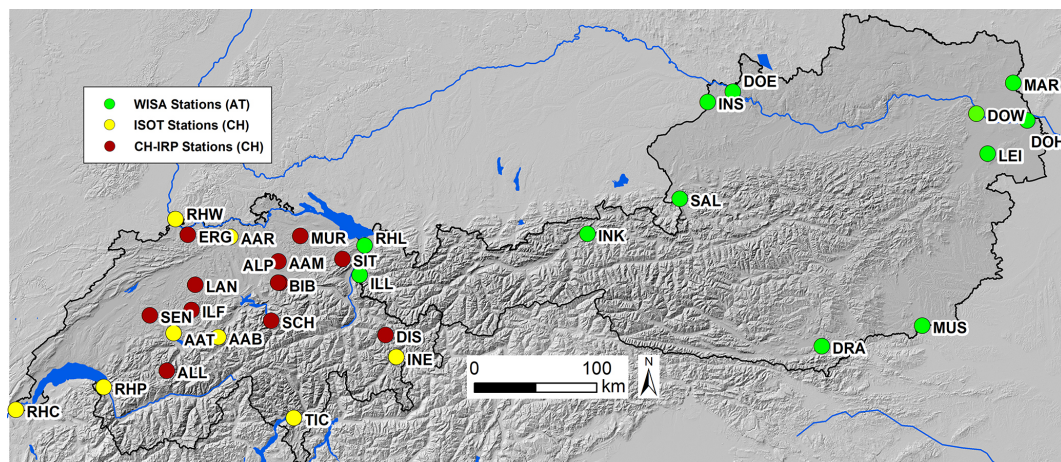 WISA Stations (AT)
ISOT Stations (CH)
CH-IRP Stations (CH)
DOE
INS
MAR
DOW
DOH
LEI
SAL
RHW
ERG
AAR
MUR
RHL
INK
ALP
AAM
SIT
LAN
BIB
ILL
SEN
ILF
SCH
AAT
AAB
DIS
MUS
DRA
INE
ALL
RHP
RHC
TIC
0
100
km
N